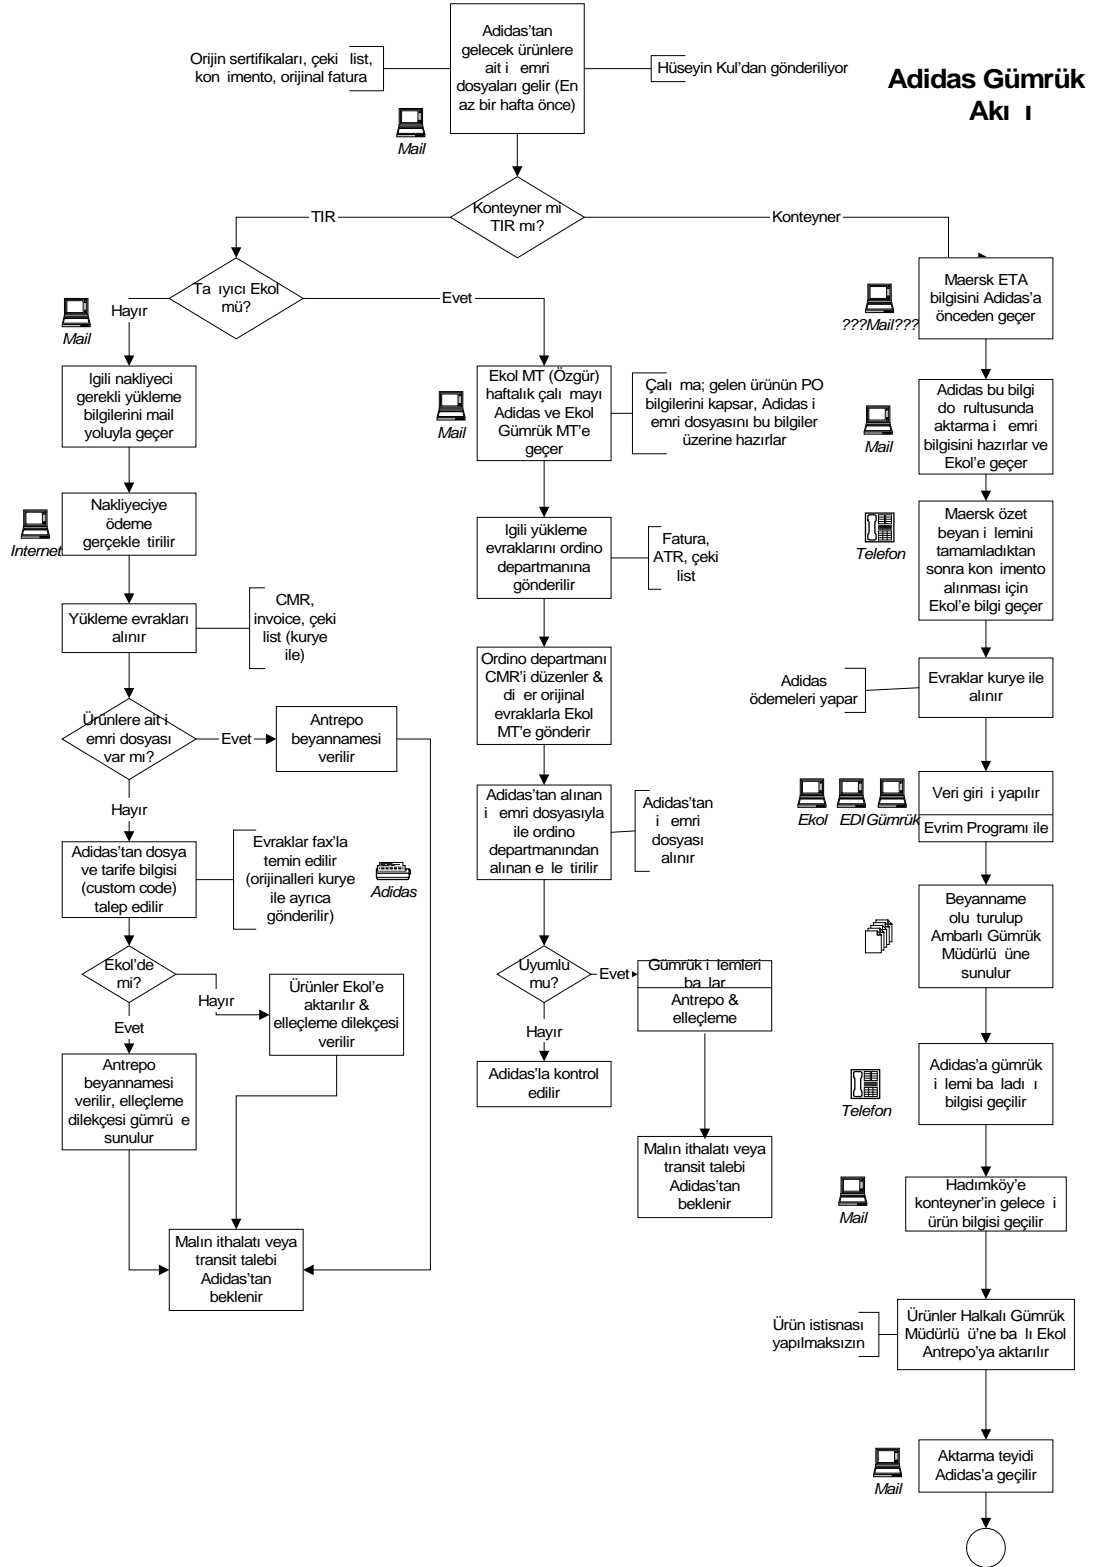 Adidas Gümrük
Akı ı
Adidas'tan
gelecek ürünlere
ait i emri
dosyaları gelir (En
az bir hafta önce)
Orijin sertifikaları, çeki list,
kon imento, orijinal fatura
Hüseyin Kul'dan gönderiliyor
Mail
Konteyner mi
TIR mı?
TIR
Konteyner
Ta ıyıcı Ekol
mü?
Hayır
Evet
Mail
Igili nakliyeci
gerekli yükleme
bilgilerini mail
yoluyla geçer
Nakliyeciye
ödeme
gerçekle tirilir
Internet
Yükleme evrakları
alınır
CMR,
invoice, çeki
list (kurye
ile)
Ürünlere ait i
emri dosyası
var mı?
Evet
Antrepo
beyannamesi
verilir
Hayır
Adidas'tan dosya
ve tarife bilgisi
(custom code)
talep edilir
Evraklar fax'la
temin edilir
(orijinalleri kurye
ile ayrıca
gönderilir)
Adidas
Ekol'de
mi?
Hayır
Ürünler Ekol'e
aktarılır &
elleçleme dilekçesi
verilir
Evet
Antrepo
beyannamesi
verilir, elleçleme
dilekçesi gümrü e
sunulur
Malın ithalatı veya
transit talebi
Adidas'tan
beklenir
Ekol MT (Özgür)
haftalık çalı mayı
Adidas ve Ekol
Gümrük MT'e
geçer
Mail
Çalı ma; gelen ürünün PO
bilgilerini kapsar, Adidas i
emri dosyasını bu bilgiler
üzerine hazırlar
Igili yükleme
evraklarını ordino
departmanına
gönderilir
Fatura,
ATR, çeki
list
Ordino departmanı
CMR'i düzenler &
di er orijinal
evraklarla Ekol
MT'e gönderir
Adidas'tan alınan
i emri dosyasıyla
ile ordino
departmanından
alınan e le tirilir
Adidas'tan
i emri
dosyası
alınır
Uyumlu
mu?
Evet
Gümrük i lemleri
ba lar
Antrepo &
elleçleme
Hayır
Adidas'la kontrol
edilir
Malın ithalatı veya
transit talebi
Adidas'tan
beklenir
Maersk ETA
bilgisini Adidas'a
önceden geçer
???Mail???
Adidas bu bilgi
do rultusunda
aktarma i emri
bilgisini hazırlar ve
Ekol'e geçer
Mail
Maersk özet
beyan i lemini
tamamladıktan
sonra kon imento
alınması için
Ekol'e bilgi geçer
Telefon
Evraklar kurye ile
alınır
Adidas
ödemeleri yapar
Veri giri i yapılır
Evrim Programı ile
Ekol
EDI
Gümrük
Beyanname
olu turulup
Ambarlı Gümrük
Müdürlü üne
sunulur
Adidas'a gümrük
i lemi ba ladı ı
bilgisi geçilir
Telefon
Hadımköy'e
konteyner'in gelece i
ürün bilgisi geçilir
Mail
Ürünler Halkalı Gümrük
Müdürlü ü'ne ba lı Ekol
Antrepo'ya aktarılır
Ürün istisnası
yapılmaksızın
Aktarma teyidi
Adidas'a geçilir
Mail